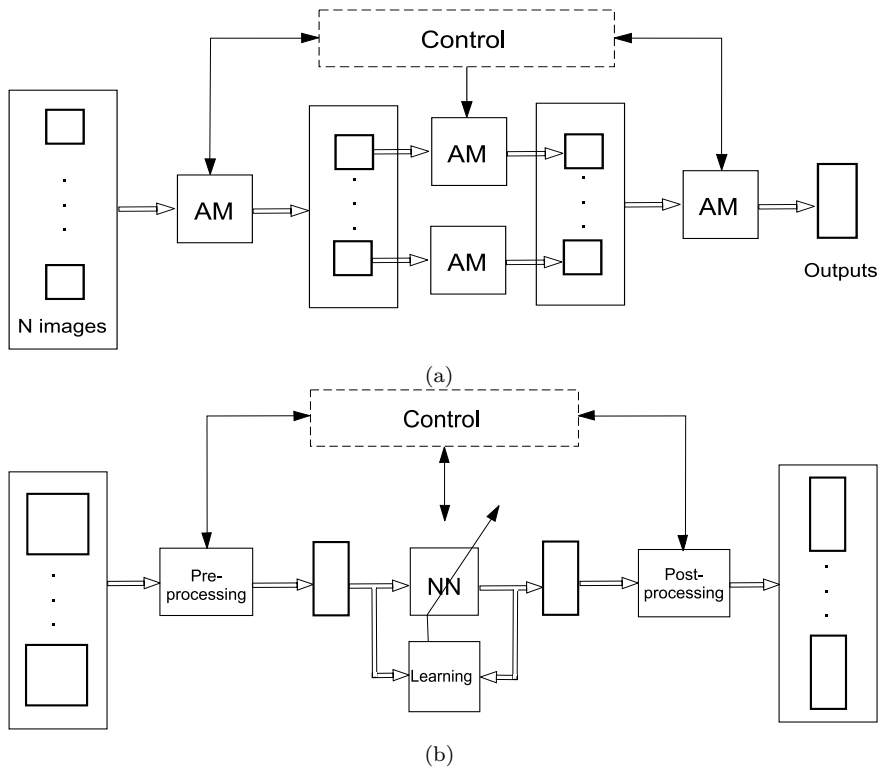 Control
AM
AM
AM
AM
N images
Outputs
(a)
Control
Pre-
processing
NN
Post-
processing
Learning
(b)